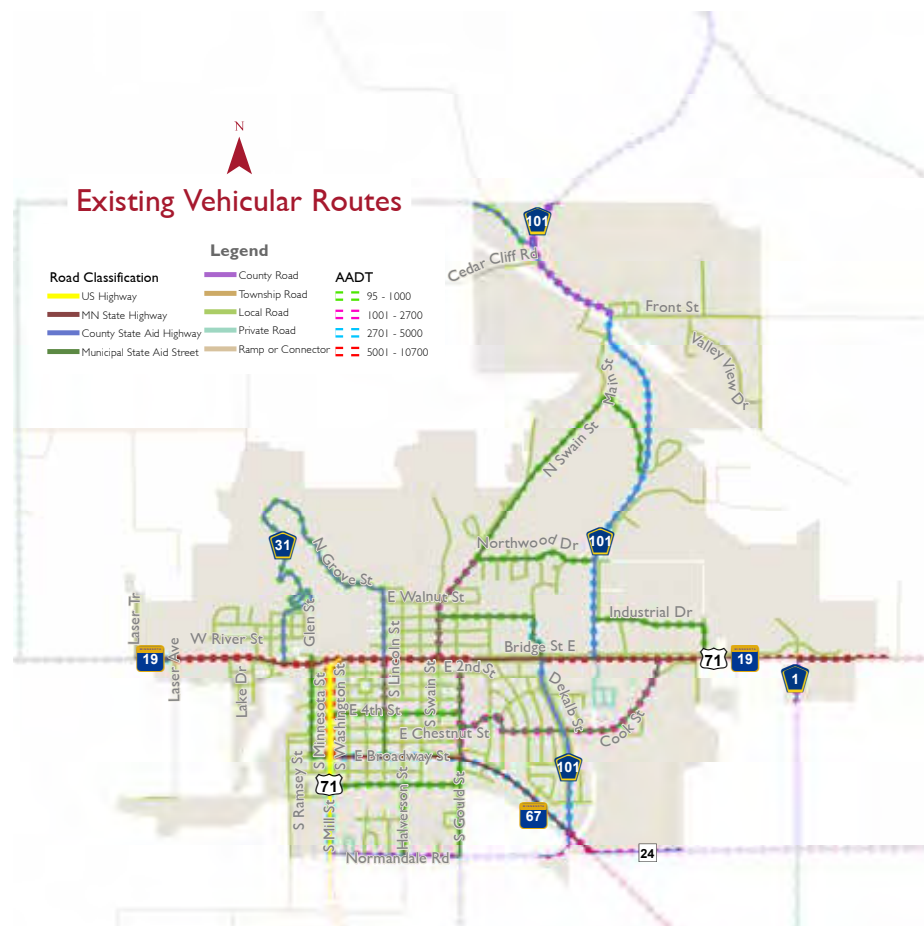 N
Existing Vehicular Routes
Legend
Road Classification
US Highway
MN State Highway
County State Aid Highway
Municipal State Aid Street
County Road
Township Road
Local Road
Private Road
Ramp or Connector
AADT
95 - 1000
1001 - 2700
2701 - 5000
5001 - 10700
101
Cedar Cliff Rd
Front St
Valley View Dr
Main St
N Swain St
31
N Grove St
Northwood Dr
101
E Walnut St
Laser Tr
Glen St
Industrial Dr
W River St
S Lincoln St
Bridge St E
19
71
19
Laser Ave
Lake Dr
E 2nd St
1
S Minnesota St
S Washington St
S Swain St
Dekalb St
E 4th St
E Chestnut St
Cook St
S Ramsey St
E Broadway St
101
71
Halverson St
S Gould St
67
S Mill St
Normandale Rd
24